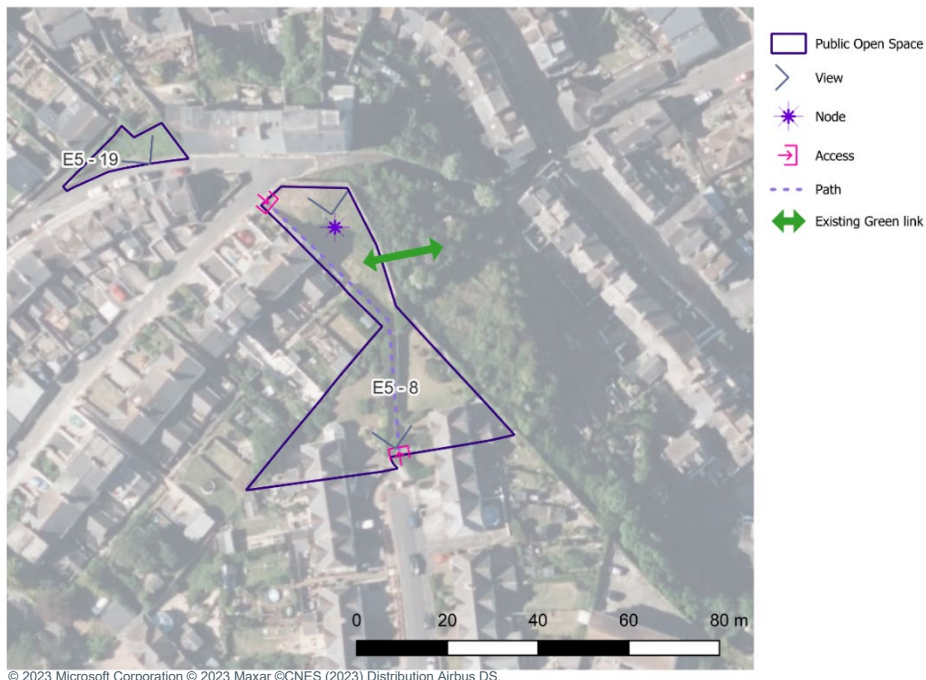 Public Open Space
View
Node
Access
Path
Existing Green link
E5 - 19
E5 - 8
0 20 40 60 80 m
© 2023 Microsoft Corporation © 2023 Maxar ©CNES (2023) Distribution Airbus DS.